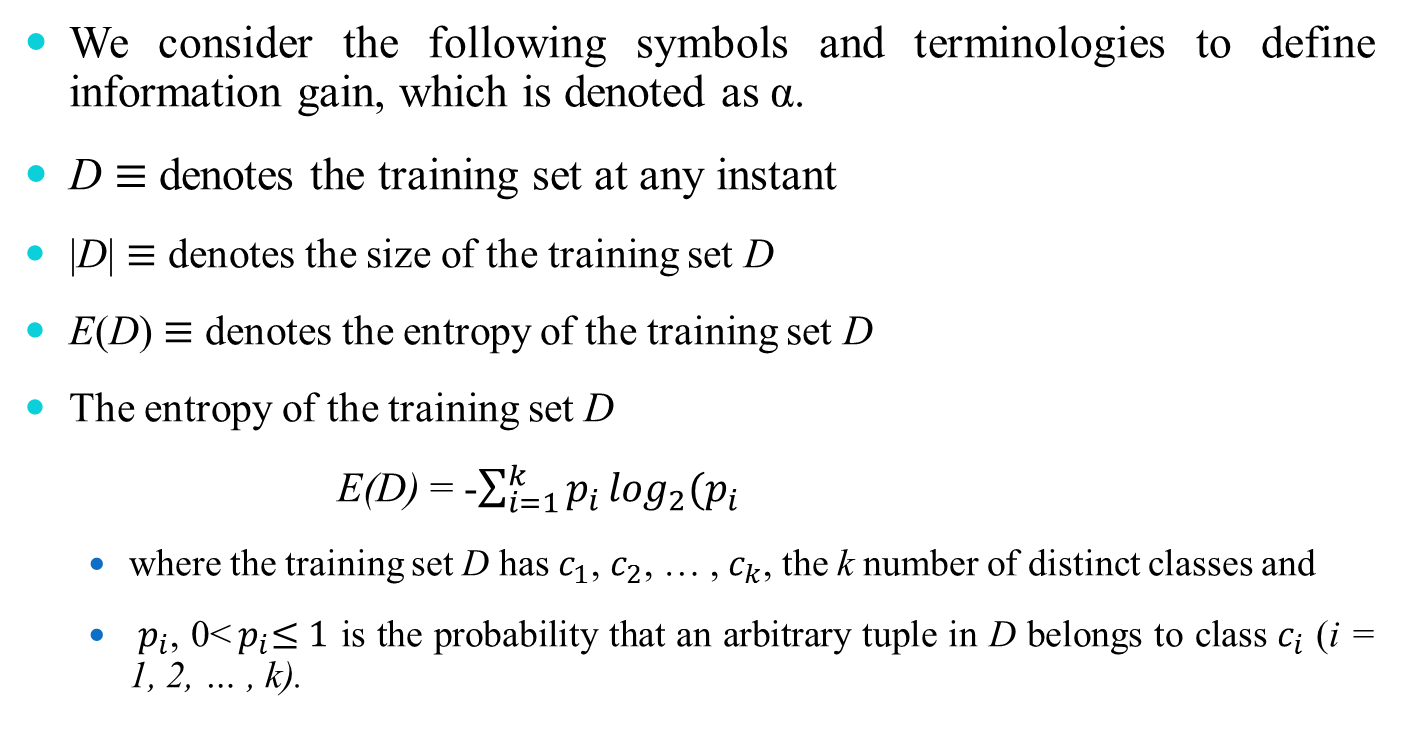 • We consider the following symbols and terminologies to define
information gain, which is denoted as α.
• D ≡ denotes the training set at any instant
• |D| ≡ denotes the size of the training set D
• E(D) ≡ denotes the entropy of the training set D
• The entropy of the training set D
E(D) = -∑ᵏᵢ₌₁ pᵢ log₂(pᵢ
• where the training set D has c₁, c₂, … , cₖ, the k number of distinct classes and
• pᵢ, 0< pᵢ≤ 1 is the probability that an arbitrary tuple in D belongs to class cᵢ (i =
1, 2, … , k).